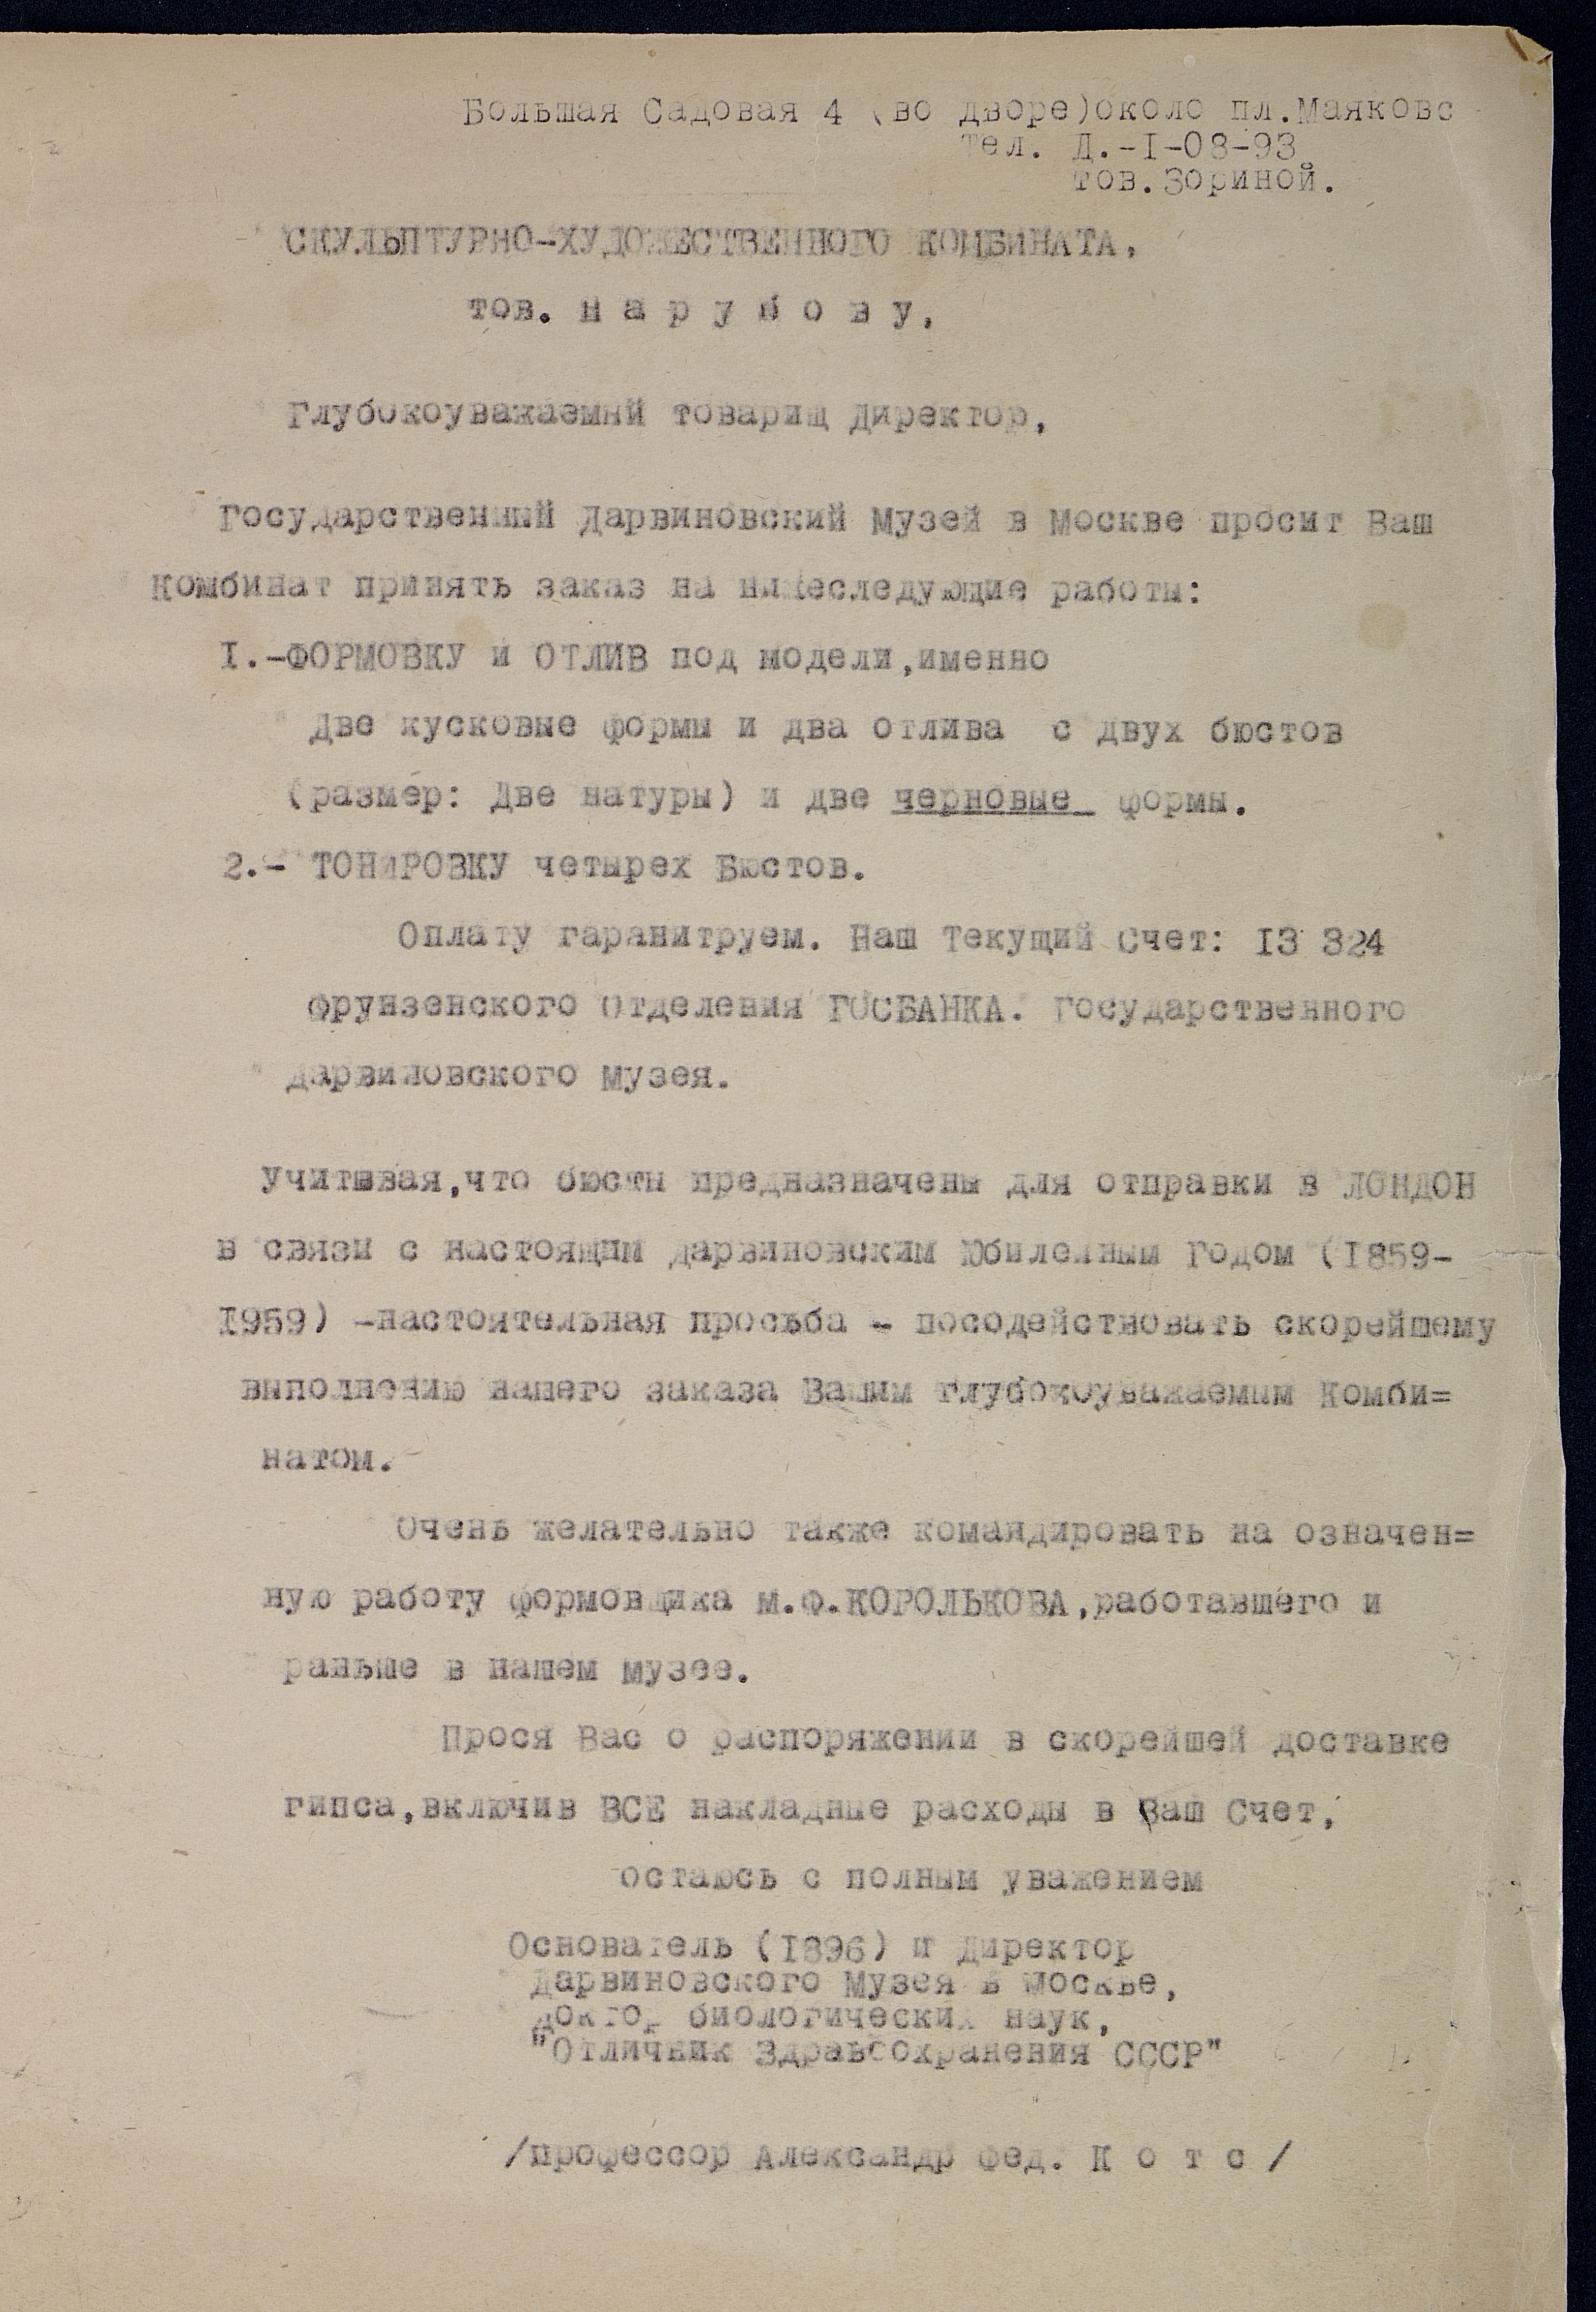 Большая Садовая 4 (во дворе)около пл.Маяковс
Тел. Д.-I-08-93
Тов.Зориной.
СКУЛЬПТУРНО-ХУДОЖЕСТВЕННОГО КОМБИНАТА,
тов. Н а р у б о в у,
Глубокоуважаемый товарищ Директор,
Государственный Дарвиновский Музей в Москве просит Ваш
Комбинат принять заказ на нижеследующие работы:
I.-ФОРМОВКУ и ОТЛИВ под модели,именно
Две кусковые формы и два отлива с двух бюстов
(размер: Две натуры) и две черновые формы.
2.- ТОНИРОВКУ четырех Бюстов.
Оплату гаранитруем. Наш Текущий Счет: I3 324
Фрунзенского Отделения ГОСБАНКА. Государственного
Дарвиновского Музея.
Учитывая,что бюсты предназначены для отправки в ЛОНДОН
в связи с настоящим Дарвиновским Юбилейным Годом (I859-
I959) -настоятельная просьба - посодействовать скорейшему
выполнению нашего заказа Вашим Глубокоуважаемым Комби=
натом.
Очень желательно также командировать на означен=
ную работу формовщика М.Ф.КОРОЛЬКОВА,работавшего и
раньше в нашем музее.
Прося Вас о распоряжении в скорейшей доставке
гипса,включив ВСЕ накладные расходы в Ваш Счет,
остаюсь с полным уважением
Основатель (I896) и Директор
Дарвиновского Музея в Москве,
Доктор биологических наук,
"Отличник Здравоохранения СССР"
/профессор Александр Фед. К о т с /